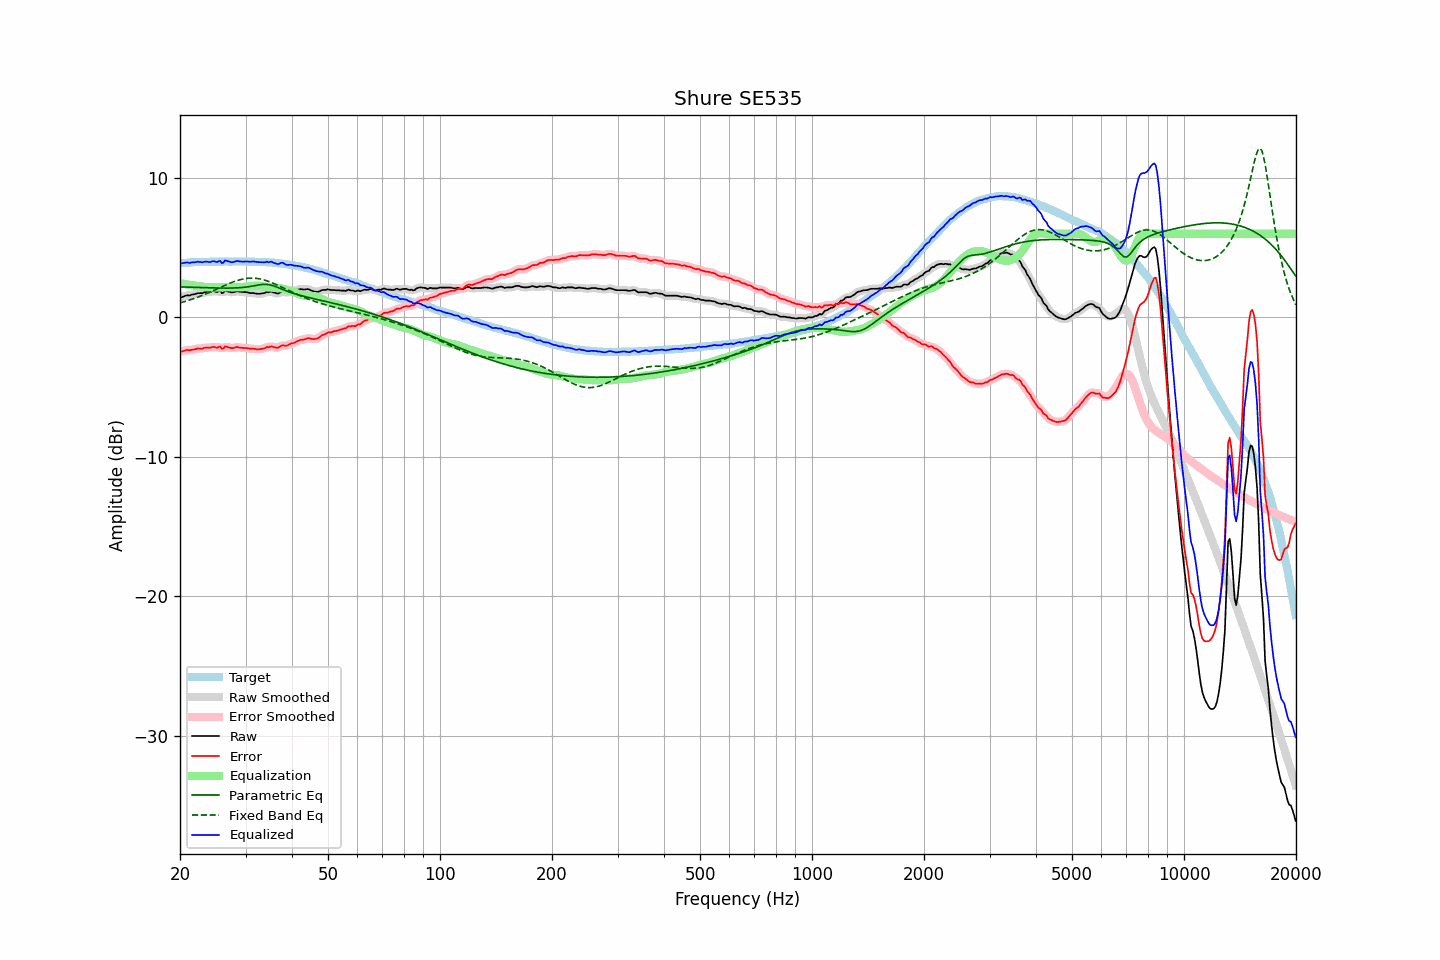 Shure SE535
Amplitude (dBr)
10
0
−10
−20
−30
Target
Raw Smoothed
Error Smoothed
Raw
Error
Equalization
Parametric Eq
Fixed Band Eq
Equalized
20 50 100 200 500 1000 2000 5000 10000 20000
Frequency (Hz)